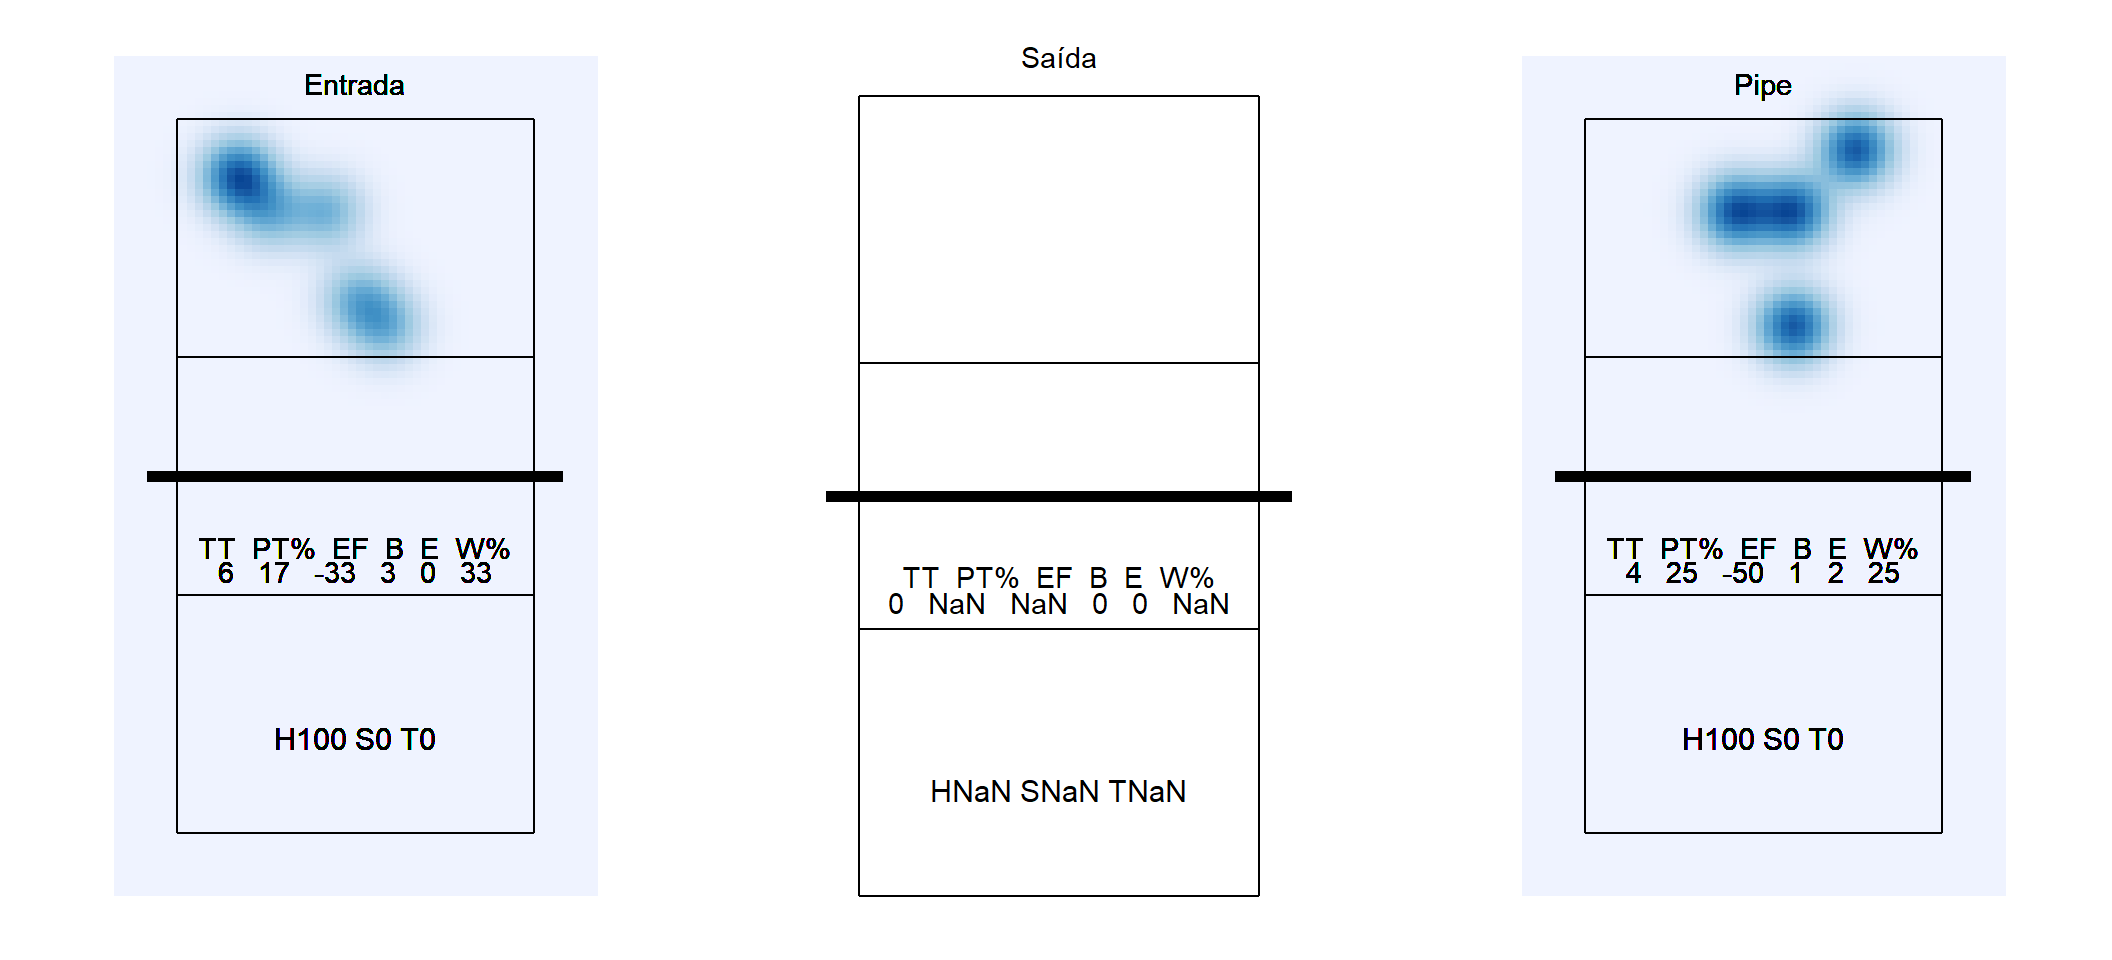 Entrada
TT PT% EF B E W%
6 17 -33 3 0 33
H100 S0 T0
Saída
TT PT% EF B E W%
0 NaN NaN 0 0 NaN
HNaN SNaN TNaN
Pipe
TT PT% EF B E W%
4 25 -50 1 2 25
H100 S0 T0